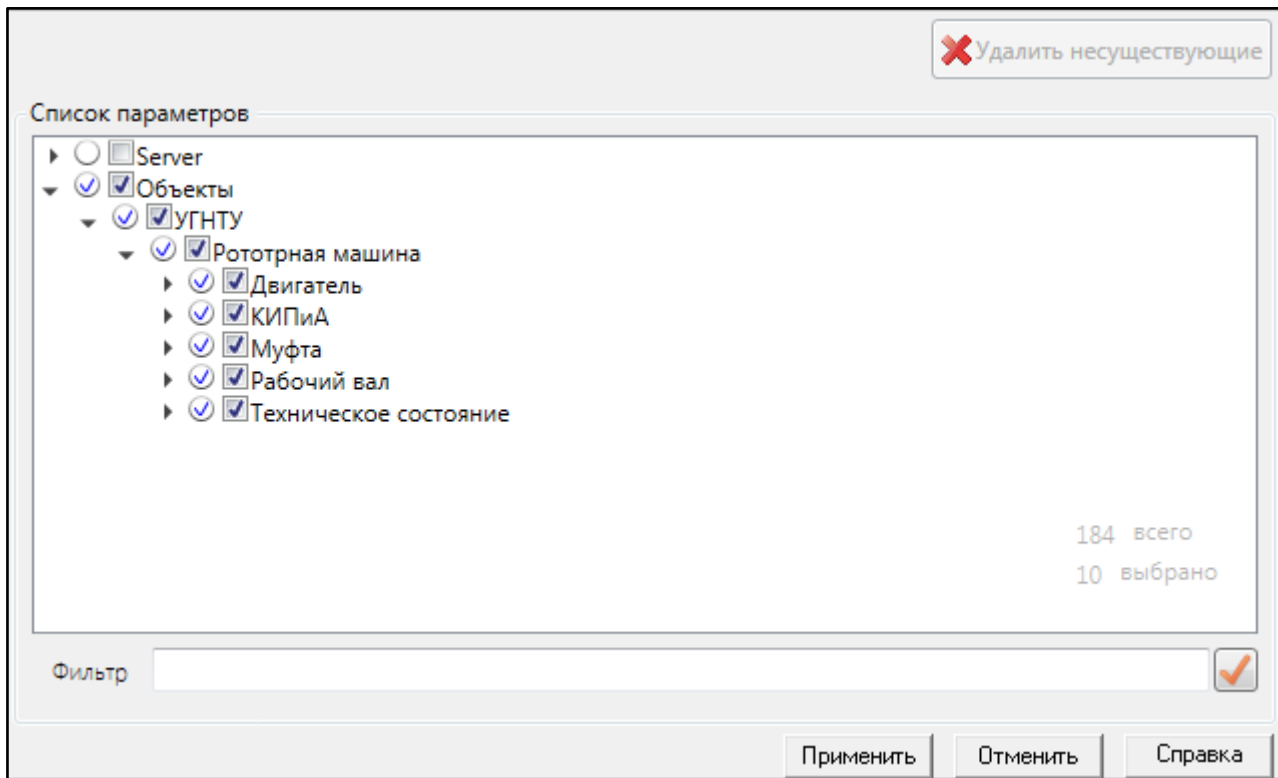 Удалить несуществующие
Список параметров
Server
Объекты
УГНТУ
Рототрная машина
Двигатель
КИПиА
Муфта
Рабочий вал
Техническое состояние
184 всего
10 выбрано
Фильтр
Применить Отменить Справка